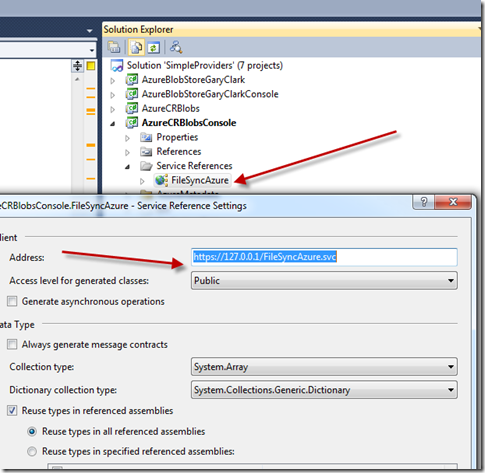 Solution Explorer
Solution 'SimpleProviders' (7 projects)
AzureBlobStoreGaryClark
AzureBlobStoreGaryClarkConsole
AzureCRBlobs
AzureCRBlobsConsole
Properties
References
Service References
FileSyncAzure
eCRBlobsConsole.FileSyncAzure - Service Reference Settings
lient
Address:
https://127.0.0.1/FileSyncAzure.svc
Access level for generated classes:
Public
Generate asynchronous operations
ata Type
Always generate message contracts
Collection type:
System.Array
Dictionary collection type:
System.Collections.Generic.Dictionary
Reuse types in referenced assemblies
Reuse types in all referenced assemblies
Reuse types in specified referenced assemblies: